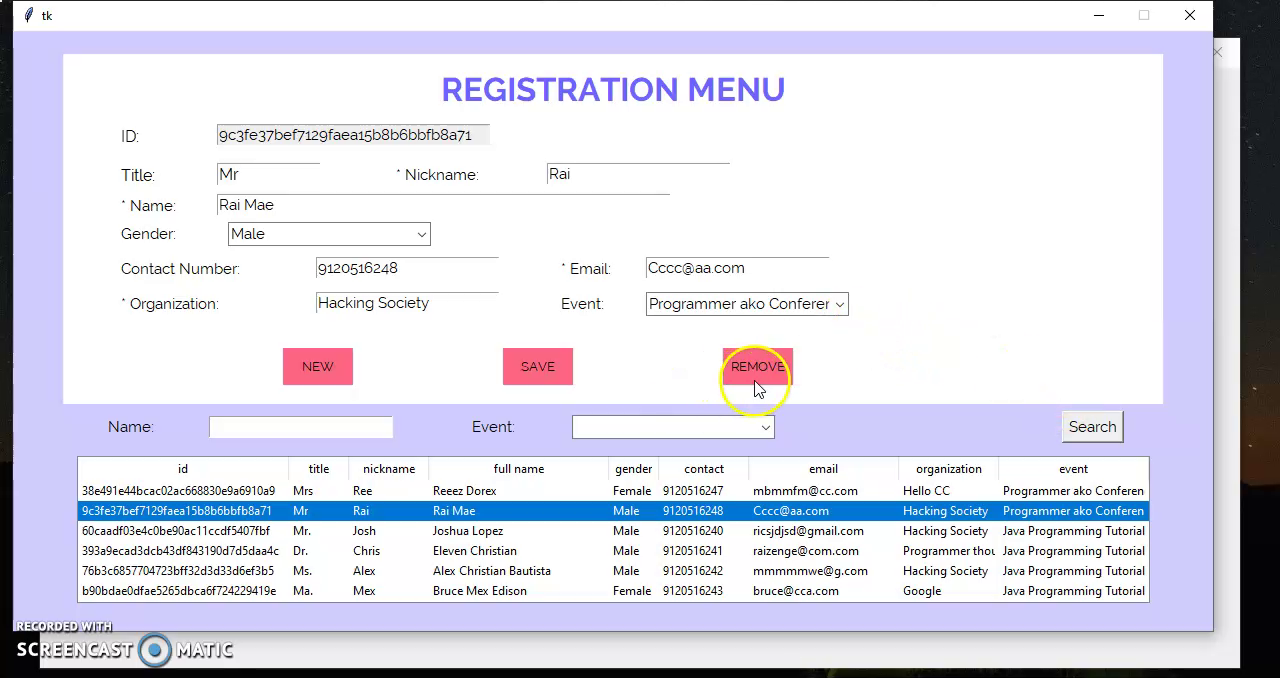 tk
REGISTRATION MENU
ID: 9c3fe37bef7129faea15b8b6bbfb8a71
Title: Mr * Nickname: Rai
* Name: Rai Mae
Gender: Male
Contact Number: 9120516248 * Email: Cccc@aa.com
* Organization: Hacking Society Event: Programmer ako Conferer
NEW SAVE REMOVE
Name: Event: Search
id title nickname full name gender contact email organization event
38e491e44bcac02ac668830e9a6910a9 Mrs Ree Reeez Dorex Female 9120516247 mbmmfm@cc.com Hello CC Programmer ako Conferen
9c3fe37bef7129faea15b8b6bbfb8a71 Mr Rai Rai Mae Male 9120516248 Cccc@aa.com Hacking Society Programmer ako Conferen
60caadf03e4c0be90ac11ccdf5407fbf Mr. Josh Joshua Lopez Male 9120516240 ricsjdjsd@gmail.com Hacking Society Java Programming Tutorial
393a9ecad3dcb43df843190d7d5daa4c Dr. Chris Eleven Christian Male 9120516241 raizenge@com.com Programmer thou Java Programming Tutorial
76b3c6857704723bff32d3d33d6ef3b5 Ms. Alex Alex Christian Bautista Male 9120516242 mmmmmwe@g.com Hacking Society Java Programming Tutorial
b90bdae0dfae5265dbca6f724229419e Ma. Mex Bruce Mex Edison Female 9120516243 bruce@cca.com Google Java Programming Tutorial
RECORDED WITH
SCREENCAST MATIC